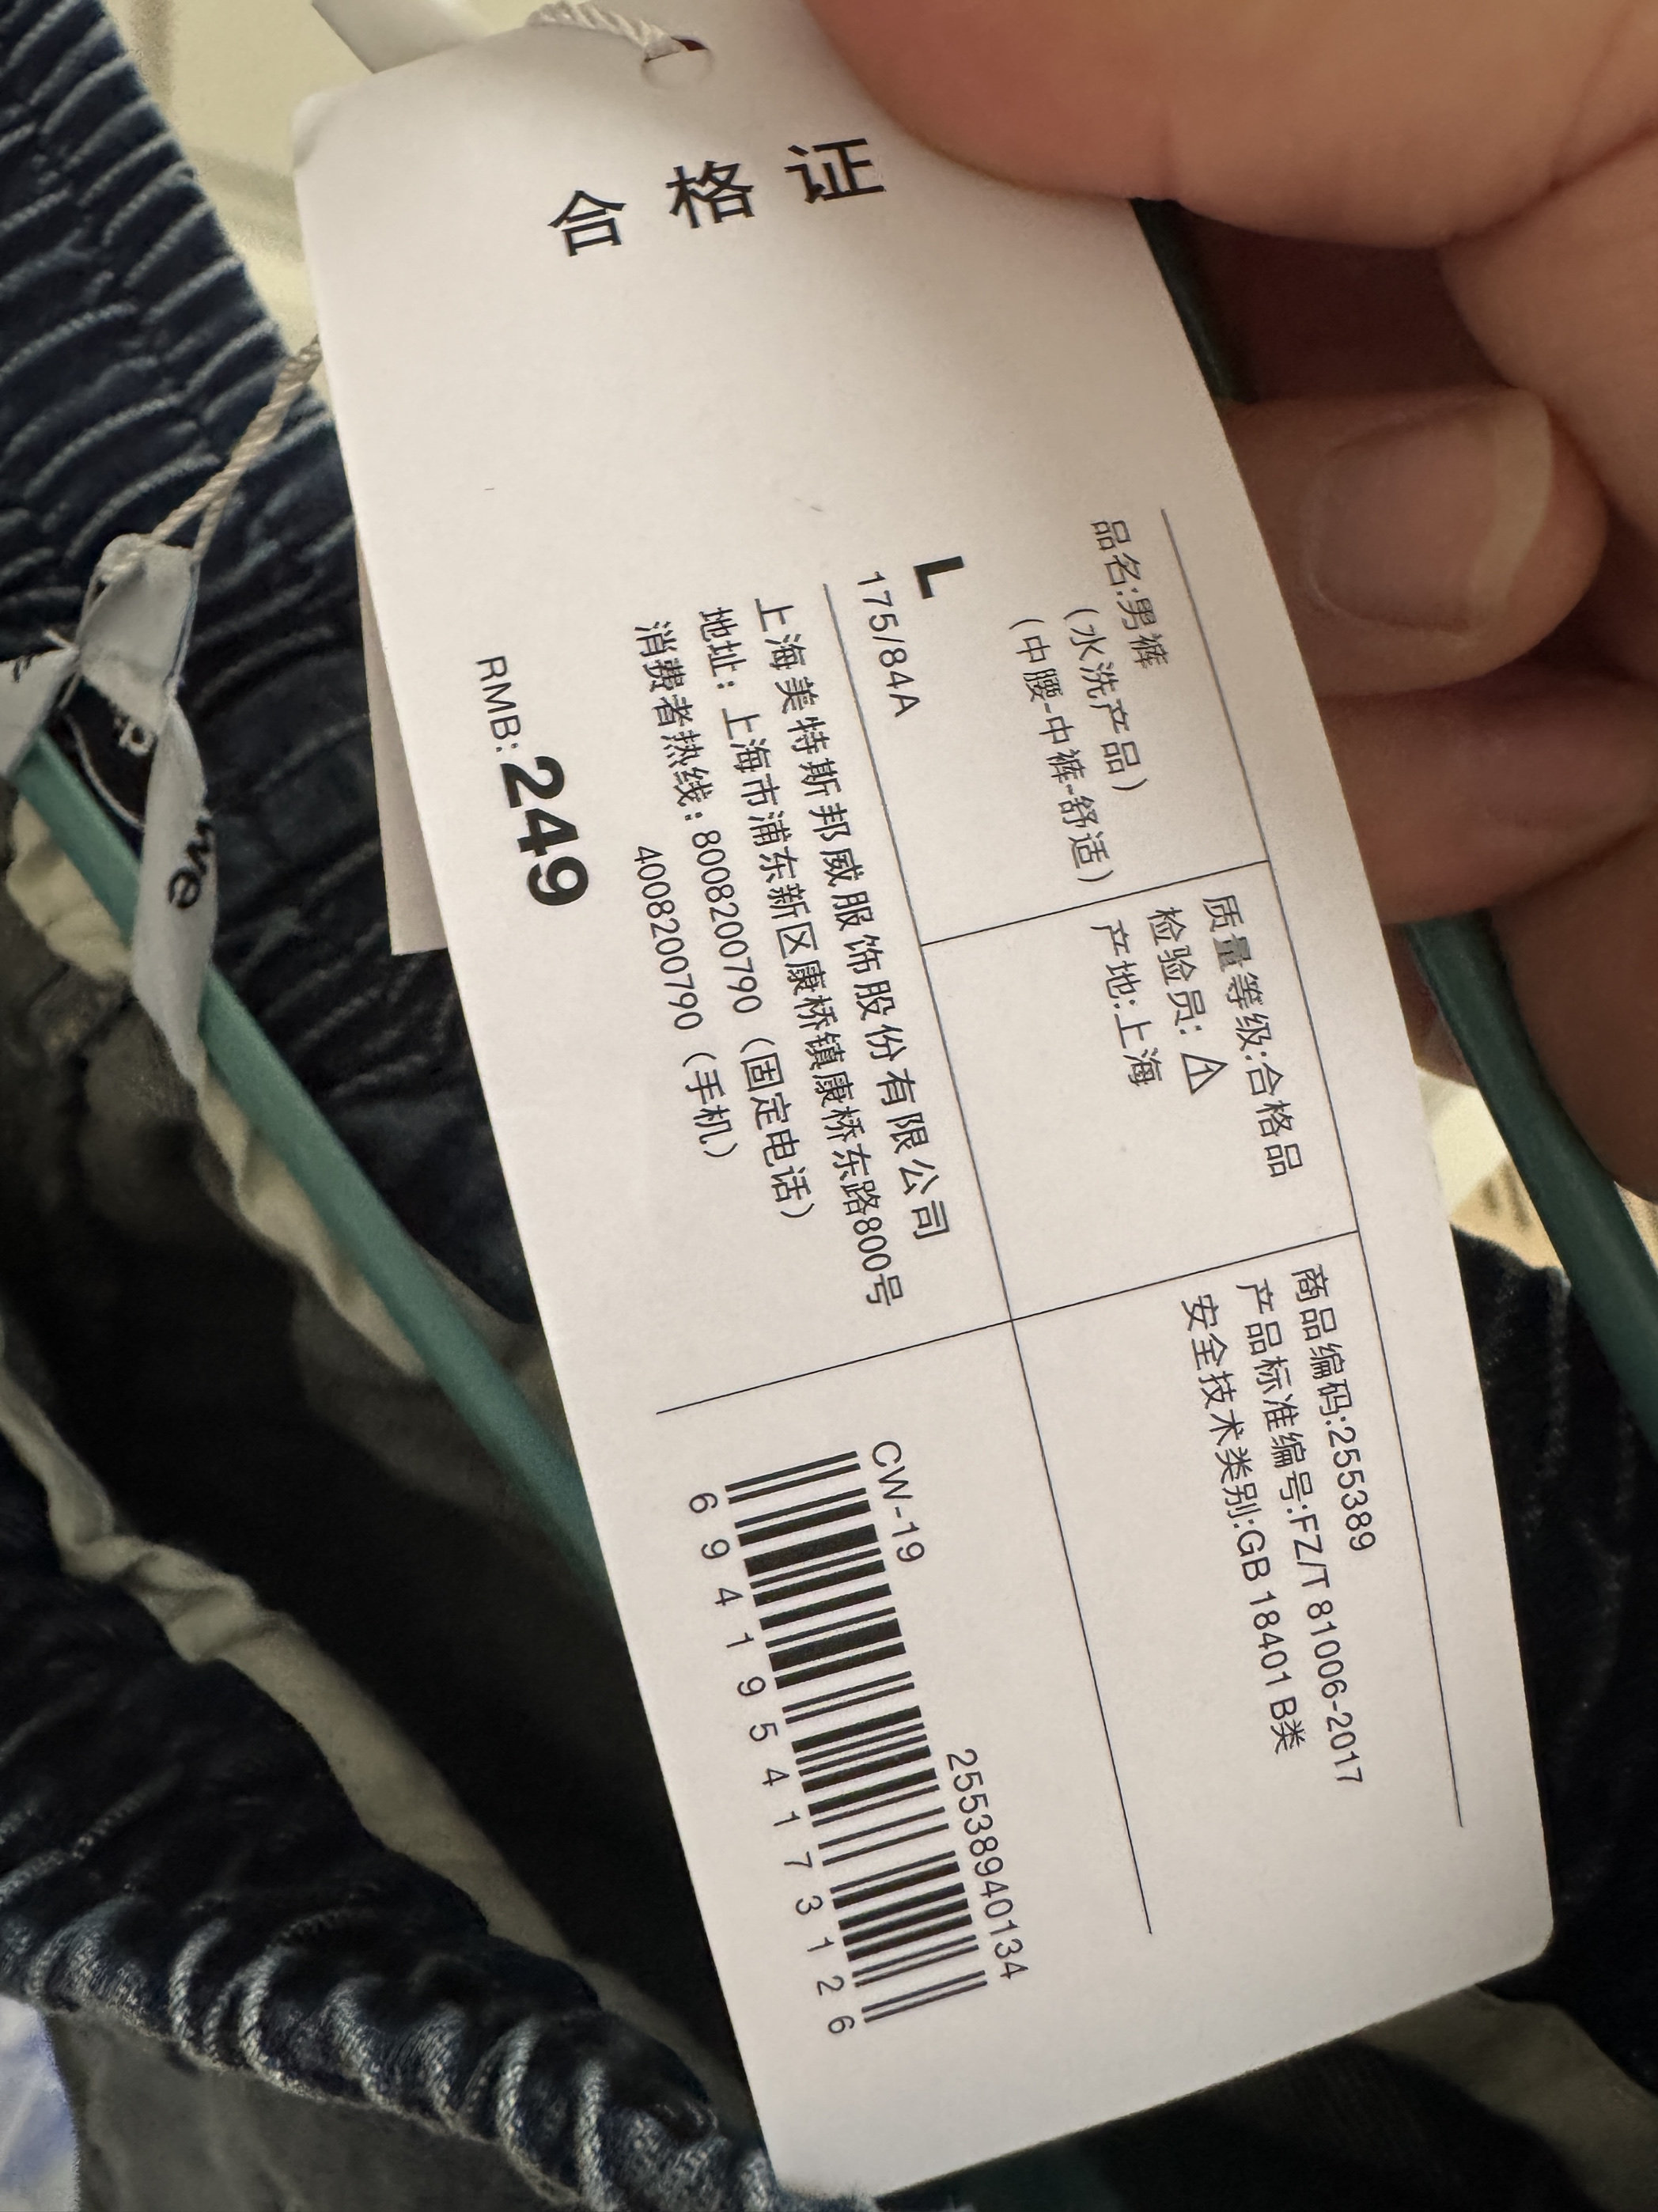 合格证
品名:男裤
(水洗产品)
(中腰-中裤-舒适)
L
175/84A
质量等级:合格品
检验员: 1
产地:上海
商品编码:255389
产品标准编号:FZ/T 81006-2017
安全技术类别:GB 18401 B类
上海美特斯邦威服饰股份有限公司
地址：上海市浦东新区康桥镇康桥东路800号
消费者热线：8008200790（固定电话）
4008200790（手机）
RMB:249
25538940134
CW-19
6941954173126